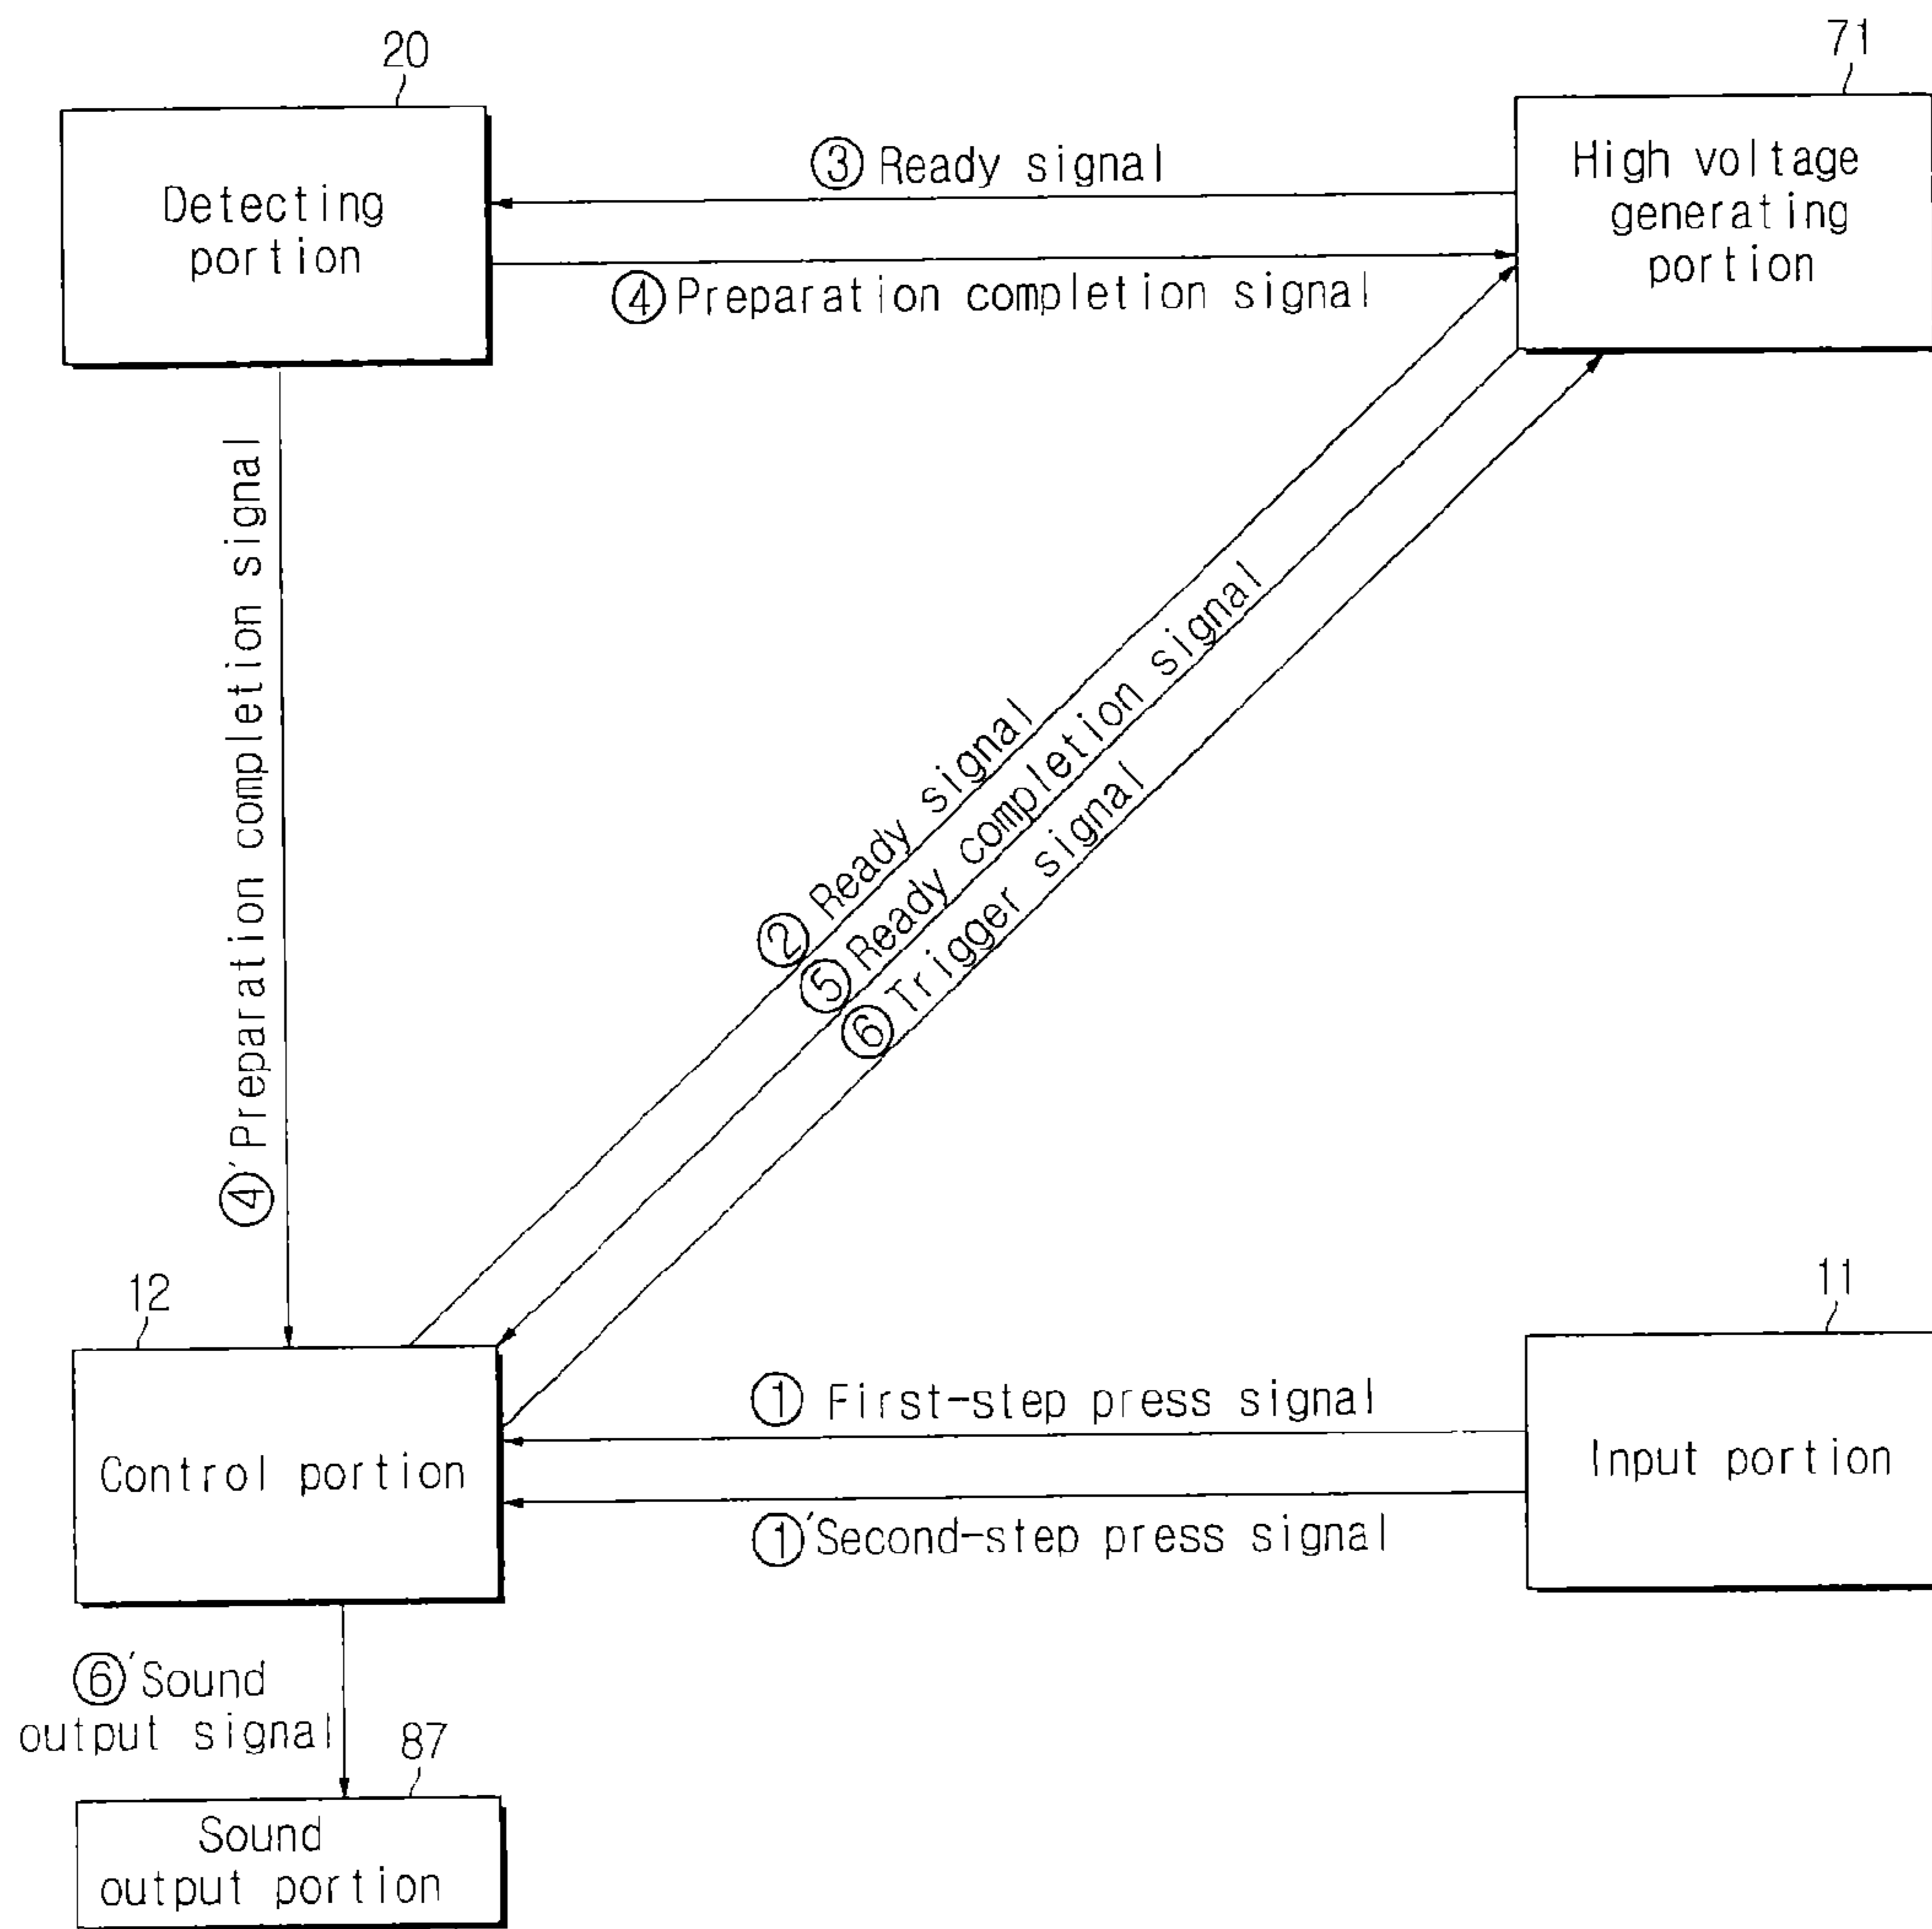 20
71
Detecting
portion
③ Ready signal
High voltage
generating
portion
④ Preparation completion signal
④' Preparation completion signal
② Ready signal
⑤ Ready completion signal
⑥ Trigger signal
12
11
Control portion
① First-step press signal
①' Second-step press signal
Input portion
⑥' Sound
output signal
87
Sound
output portion